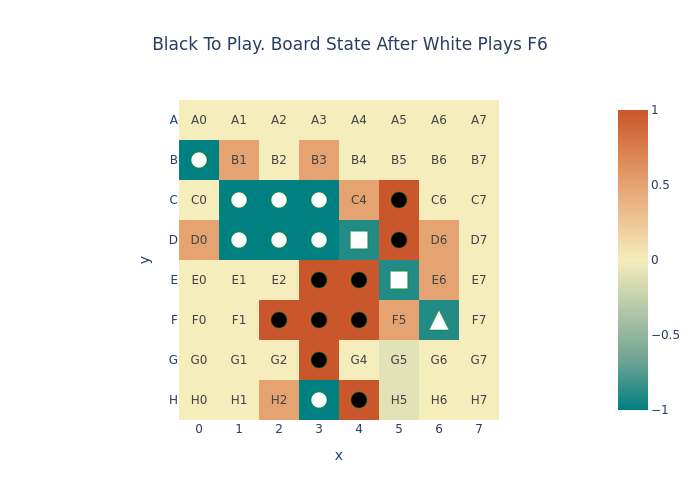 Black To Play. Board State After White Plays F6
A A0 A1 A2 A3 A4 A5 A6 A7
B B1 B2 B3 B4 B5 B6 B7
C C0 C4 C6 C7
D D0 D6 D7
E E0 E1 E2 E6 E7
F F0 F1 F5 F7
G G0 G1 G2 G4 G5 G6 G7
H H0 H1 H2 H5 H6 H7
0 1 2 3 4 5 6 7
x
y
1
0.5
0
−0.5
−1